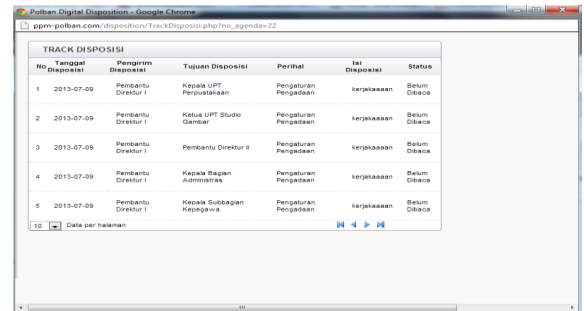 Polban Digital Disposition - Google Chrome
ppm-polban.com/disposition/TrackDisposisi.php?no_agenda=22
TRACK DISPOSISI
No Tanggal Disposisi Pengirim Disposisi Tujuan Disposisi Perihal Isi Disposisi Status
1 2013-07-09 Pembantu Direktur I Kepala UPT Perpustakaan Pengaturan Pengadaan kerjakaaaan Belum Dibaca
2 2013-07-09 Pembantu Direktur I Ketua UPT Studio Gambar Pengaturan Pengadaan kerjakaaaan Belum Dibaca
3 2013-07-09 Pembantu Direktur I Pembantu Direktur II Pengaturan Pengadaan kerjakaaaan Belum Dibaca
4 2013-07-09 Pembantu Direktur I Kepala Bagian Administras Pengaturan Pengadaan kerjakaaaan Belum Dibaca
5 2013-07-09 Pembantu Direktur I Kepala Subbagian Kepegawa Pengaturan Pengadaan kerjakaaaan Belum Dibaca
10 Data per halaman